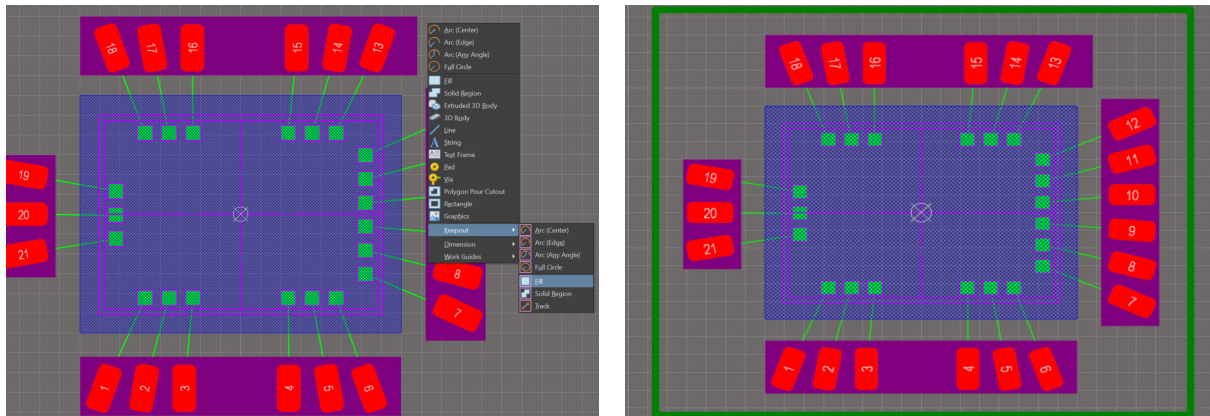 18 17 16 15 14 13
Arc (Center)
Arc (Edge)
Arc (Any Angle)
Full Circle
Fill
Solid Region
Extruded 3D Body
3D Body
Line
String
Text Frame
Pad
Via
Polygon Pour Cutout
Rectangle
Graphics
Keepout
Dimension
Work Guides
Arc (Center)
Arc (Edge)
Arc (Any Angle)
Full Circle
Fill
Solid Region
Track
19
20
21
8
7
1 2 3 4 5 6
18 17 16 15 14 13
12
11
10
9
8
7
19
20
21
1 2 3 4 5 6